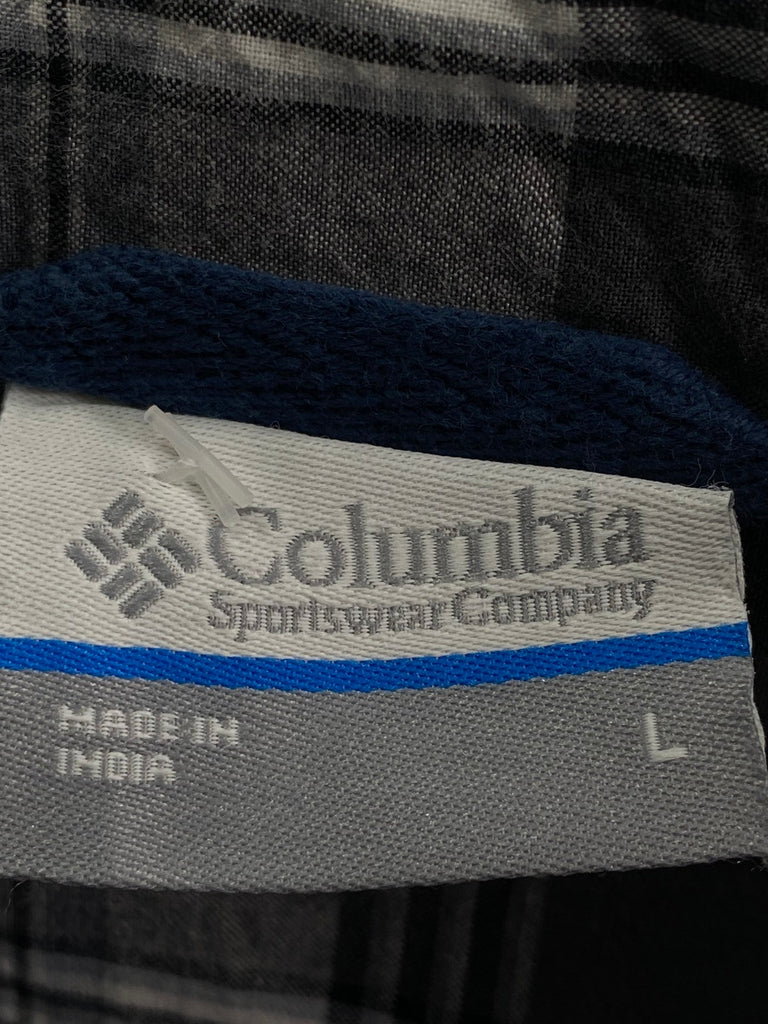 Columbia
Sportswear Company
MADE IN
INDIA
L